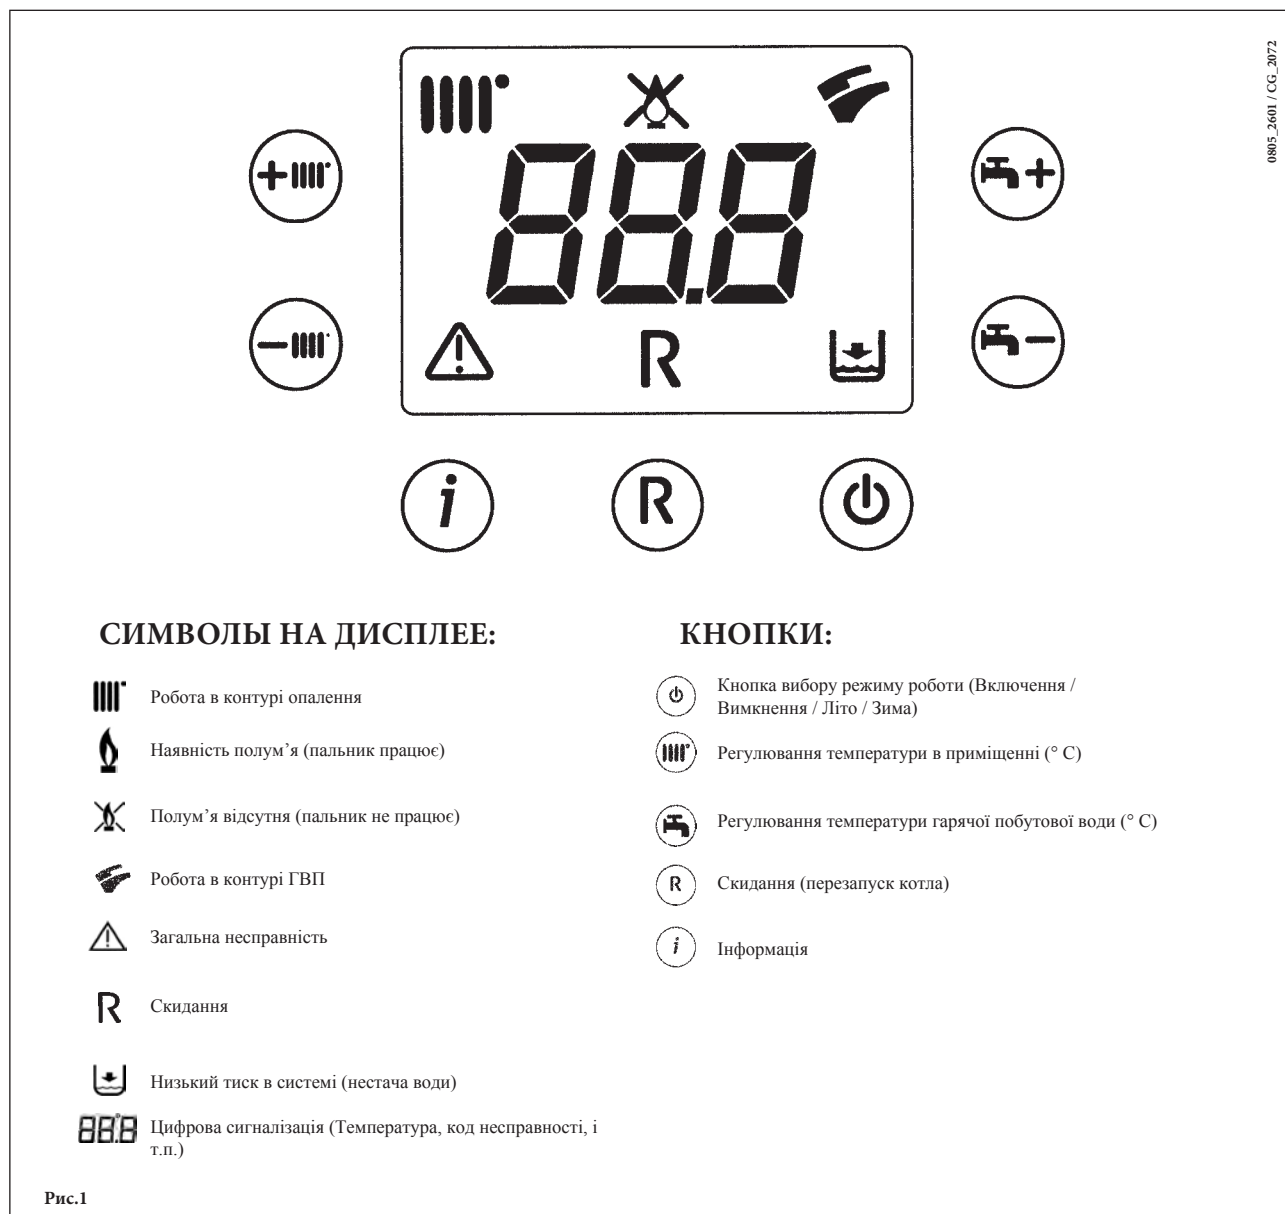 0805_2601 / CG_2072
88.8
R
i
R
СИМВОЛЫ НА ДИСПЛЕЕ:
Робота в контурі опалення
Наявність полум’я (пальник працює)
Полум’я відсутня (пальник не працює)
Робота в контурі ГВП
Загальна несправність
R
Скидання
Низький тиск в системі (нестача води)
88.8
Цифрова сигналізація (Температура, код несправності, і
т.п.)
КНОПКИ:
Кнопка вибору режиму роботи (Включення /
Вимкнення / Літо / Зима)
Регулювання температури в приміщенні (° C)
Регулювання температури гарячої побутової води (° C)
R
Скидання (перезапуск котла)
i
Інформація
Рис.1